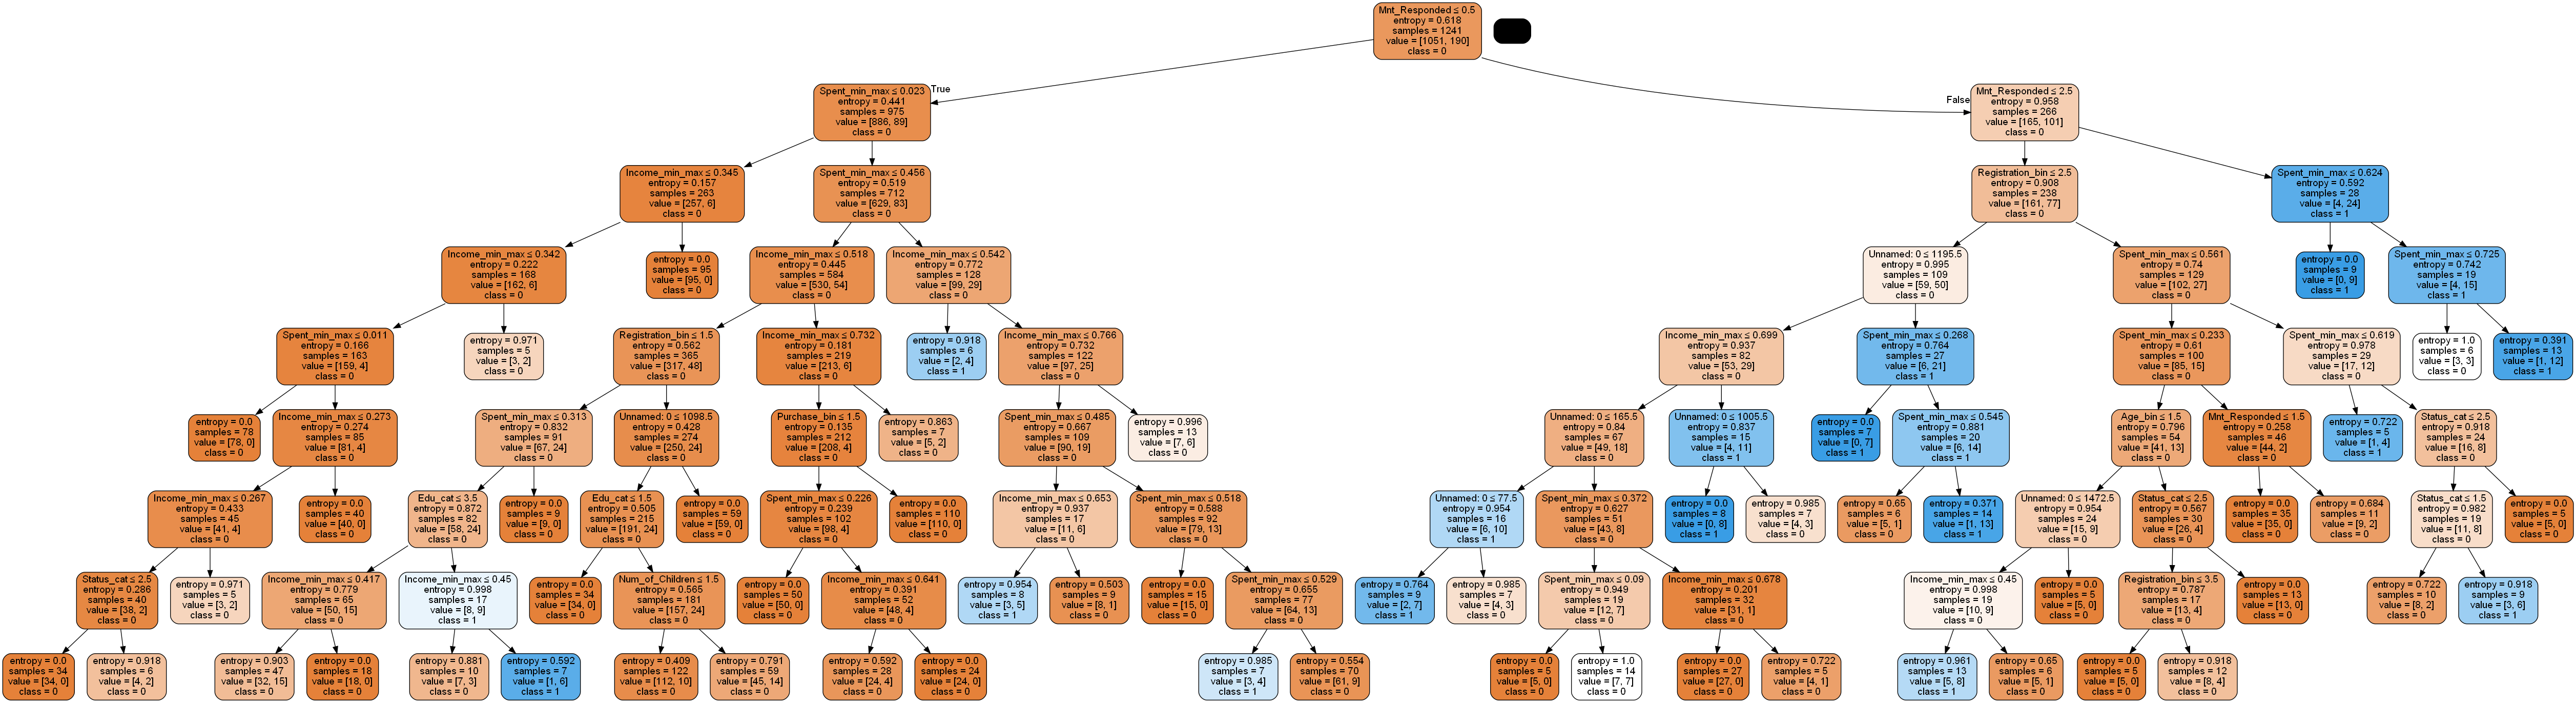 Mnt_Responded ≤ 0.5
entropy = 0.618
samples = 1241
value = [1051, 190]
class = 0
True
False
Spent_min_max ≤ 0.023
entropy = 0.441
samples = 975
value = [886, 89]
class = 0
Mnt_Responded ≤ 2.5
entropy = 0.958
samples = 266
value = [165, 101]
class = 0
Income_min_max ≤ 0.345
entropy = 0.157
samples = 263
value = [257, 6]
class = 0
Spent_min_max ≤ 0.456
entropy = 0.519
samples = 712
value = [629, 83]
class = 0
Registration_bin ≤ 2.5
entropy = 0.908
samples = 238
value = [161, 77]
class = 0
Spent_min_max ≤ 0.624
entropy = 0.592
samples = 28
value = [4, 24]
class = 1
Income_min_max ≤ 0.342
entropy = 0.222
samples = 168
value = [162, 6]
class = 0
entropy = 0.0
samples = 95
value = [95, 0]
class = 0
Income_min_max ≤ 0.518
entropy = 0.445
samples = 584
value = [530, 54]
class = 0
Income_min_max ≤ 0.542
entropy = 0.772
samples = 128
value = [99, 29]
class = 0
Unnamed: 0 ≤ 1195.5
entropy = 0.995
samples = 109
value = [59, 50]
class = 0
Spent_min_max ≤ 0.561
entropy = 0.74
samples = 129
value = [102, 27]
class = 0
entropy = 0.0
samples = 9
value = [0, 9]
class = 1
Spent_min_max ≤ 0.725
entropy = 0.742
samples = 19
value = [4, 15]
class = 1
Spent_min_max ≤ 0.011
entropy = 0.166
samples = 163
value = [159, 4]
class = 0
entropy = 0.971
samples = 5
value = [3, 2]
class = 0
Registration_bin ≤ 1.5
entropy = 0.562
samples = 365
value = [317, 48]
class = 0
Income_min_max ≤ 0.732
entropy = 0.181
samples = 219
value = [213, 6]
class = 0
entropy = 0.918
samples = 6
value = [2, 4]
class = 1
Income_min_max ≤ 0.766
entropy = 0.732
samples = 122
value = [97, 25]
class = 0
Income_min_max ≤ 0.699
entropy = 0.937
samples = 82
value = [53, 29]
class = 0
Spent_min_max ≤ 0.268
entropy = 0.764
samples = 27
value = [6, 21]
class = 1
Spent_min_max ≤ 0.233
entropy = 0.61
samples = 100
value = [85, 15]
class = 0
Spent_min_max ≤ 0.619
entropy = 0.978
samples = 29
value = [17, 12]
class = 0
entropy = 1.0
samples = 6
value = [3, 3]
class = 0
entropy = 0.391
samples = 13
value = [1, 12]
class = 1
entropy = 0.0
samples = 78
value = [78, 0]
class = 0
Income_min_max ≤ 0.273
entropy = 0.274
samples = 85
value = [81, 4]
class = 0
Spent_min_max ≤ 0.313
entropy = 0.832
samples = 91
value = [67, 24]
class = 0
Unnamed: 0 ≤ 1098.5
entropy = 0.428
samples = 274
value = [250, 24]
class = 0
Purchase_bin ≤ 1.5
entropy = 0.135
samples = 212
value = [208, 4]
class = 0
entropy = 0.863
samples = 7
value = [5, 2]
class = 0
Spent_min_max ≤ 0.485
entropy = 0.667
samples = 109
value = [90, 19]
class = 0
entropy = 0.996
samples = 13
value = [7, 6]
class = 0
Unnamed: 0 ≤ 165.5
entropy = 0.84
samples = 67
value = [49, 18]
class = 0
Unnamed: 0 ≤ 1005.5
entropy = 0.837
samples = 15
value = [4, 11]
class = 1
entropy = 0.0
samples = 7
value = [0, 7]
class = 1
Spent_min_max ≤ 0.545
entropy = 0.881
samples = 20
value = [6, 14]
class = 1
Age_bin ≤ 1.5
entropy = 0.796
samples = 54
value = [41, 13]
class = 0
Mnt_Responded ≤ 1.5
entropy = 0.258
samples = 46
value = [44, 2]
class = 0
entropy = 0.722
samples = 5
value = [1, 4]
class = 1
Status_cat ≤ 2.5
entropy = 0.918
samples = 24
value = [16, 8]
class = 0
Income_min_max ≤ 0.267
entropy = 0.433
samples = 45
value = [41, 4]
class = 0
entropy = 0.0
samples = 40
value = [40, 0]
class = 0
Edu_cat ≤ 3.5
entropy = 0.872
samples = 82
value = [58, 24]
class = 0
entropy = 0.0
samples = 9
value = [9, 0]
class = 0
Edu_cat ≤ 1.5
entropy = 0.505
samples = 215
value = [191, 24]
class = 0
entropy = 0.0
samples = 59
value = [59, 0]
class = 0
Spent_min_max ≤ 0.226
entropy = 0.239
samples = 102
value = [98, 4]
class = 0
entropy = 0.0
samples = 110
value = [110, 0]
class = 0
Income_min_max ≤ 0.653
entropy = 0.937
samples = 17
value = [11, 6]
class = 0
Spent_min_max ≤ 0.518
entropy = 0.588
samples = 92
value = [79, 13]
class = 0
Unnamed: 0 ≤ 77.5
entropy = 0.954
samples = 16
value = [6, 10]
class = 1
Spent_min_max ≤ 0.372
entropy = 0.627
samples = 51
value = [43, 8]
class = 0
entropy = 0.0
samples = 8
value = [0, 8]
class = 1
entropy = 0.985
samples = 7
value = [4, 3]
class = 0
entropy = 0.65
samples = 6
value = [5, 1]
class = 0
entropy = 0.371
samples = 14
value = [1, 13]
class = 1
Unnamed: 0 ≤ 1472.5
entropy = 0.954
samples = 24
value = [15, 9]
class = 0
Status_cat ≤ 2.5
entropy = 0.567
samples = 30
value = [26, 4]
class = 0
entropy = 0.0
samples = 35
value = [35, 0]
class = 0
entropy = 0.684
samples = 11
value = [9, 2]
class = 0
Status_cat ≤ 1.5
entropy = 0.982
samples = 19
value = [11, 8]
class = 0
entropy = 0.0
samples = 5
value = [5, 0]
class = 0
Status_cat ≤ 2.5
entropy = 0.286
samples = 40
value = [38, 2]
class = 0
entropy = 0.971
samples = 5
value = [3, 2]
class = 0
Income_min_max ≤ 0.417
entropy = 0.779
samples = 65
value = [50, 15]
class = 0
Income_min_max ≤ 0.45
entropy = 0.998
samples = 17
value = [8, 9]
class = 1
entropy = 0.0
samples = 34
value = [34, 0]
class = 0
Num_of_Children ≤ 1.5
entropy = 0.565
samples = 181
value = [157, 24]
class = 0
entropy = 0.0
samples = 50
value = [50, 0]
class = 0
Income_min_max ≤ 0.641
entropy = 0.391
samples = 52
value = [48, 4]
class = 0
entropy = 0.954
samples = 8
value = [3, 5]
class = 1
entropy = 0.503
samples = 9
value = [8, 1]
class = 0
entropy = 0.0
samples = 15
value = [15, 0]
class = 0
Spent_min_max ≤ 0.529
entropy = 0.655
samples = 77
value = [64, 13]
class = 0
entropy = 0.764
samples = 9
value = [2, 7]
class = 1
entropy = 0.985
samples = 7
value = [4, 3]
class = 0
Spent_min_max ≤ 0.09
entropy = 0.949
samples = 19
value = [12, 7]
class = 0
Income_min_max ≤ 0.678
entropy = 0.201
samples = 32
value = [31, 1]
class = 0
Income_min_max ≤ 0.45
entropy = 0.998
samples = 19
value = [10, 9]
class = 0
entropy = 0.0
samples = 5
value = [5, 0]
class = 0
Registration_bin ≤ 3.5
entropy = 0.787
samples = 17
value = [13, 4]
class = 0
entropy = 0.0
samples = 13
value = [13, 0]
class = 0
entropy = 0.722
samples = 10
value = [8, 2]
class = 0
entropy = 0.918
samples = 9
value = [3, 6]
class = 1
entropy = 0.0
samples = 34
value = [34, 0]
class = 0
entropy = 0.918
samples = 6
value = [4, 2]
class = 0
entropy = 0.903
samples = 47
value = [32, 15]
class = 0
entropy = 0.0
samples = 18
value = [18, 0]
class = 0
entropy = 0.881
samples = 10
value = [7, 3]
class = 0
entropy = 0.592
samples = 7
value = [1, 6]
class = 1
entropy = 0.409
samples = 122
value = [112, 10]
class = 0
entropy = 0.791
samples = 59
value = [45, 14]
class = 0
entropy = 0.592
samples = 28
value = [24, 4]
class = 0
entropy = 0.0
samples = 24
value = [24, 0]
class = 0
entropy = 0.985
samples = 7
value = [3, 4]
class = 1
entropy = 0.554
samples = 70
value = [61, 9]
class = 0
entropy = 0.0
samples = 5
value = [5, 0]
class = 0
entropy = 1.0
samples = 14
value = [7, 7]
class = 0
entropy = 0.0
samples = 27
value = [27, 0]
class = 0
entropy = 0.722
samples = 5
value = [4, 1]
class = 0
entropy = 0.961
samples = 13
value = [5, 8]
class = 1
entropy = 0.65
samples = 6
value = [5, 1]
class = 0
entropy = 0.0
samples = 5
value = [5, 0]
class = 0
entropy = 0.918
samples = 12
value = [8, 4]
class = 0